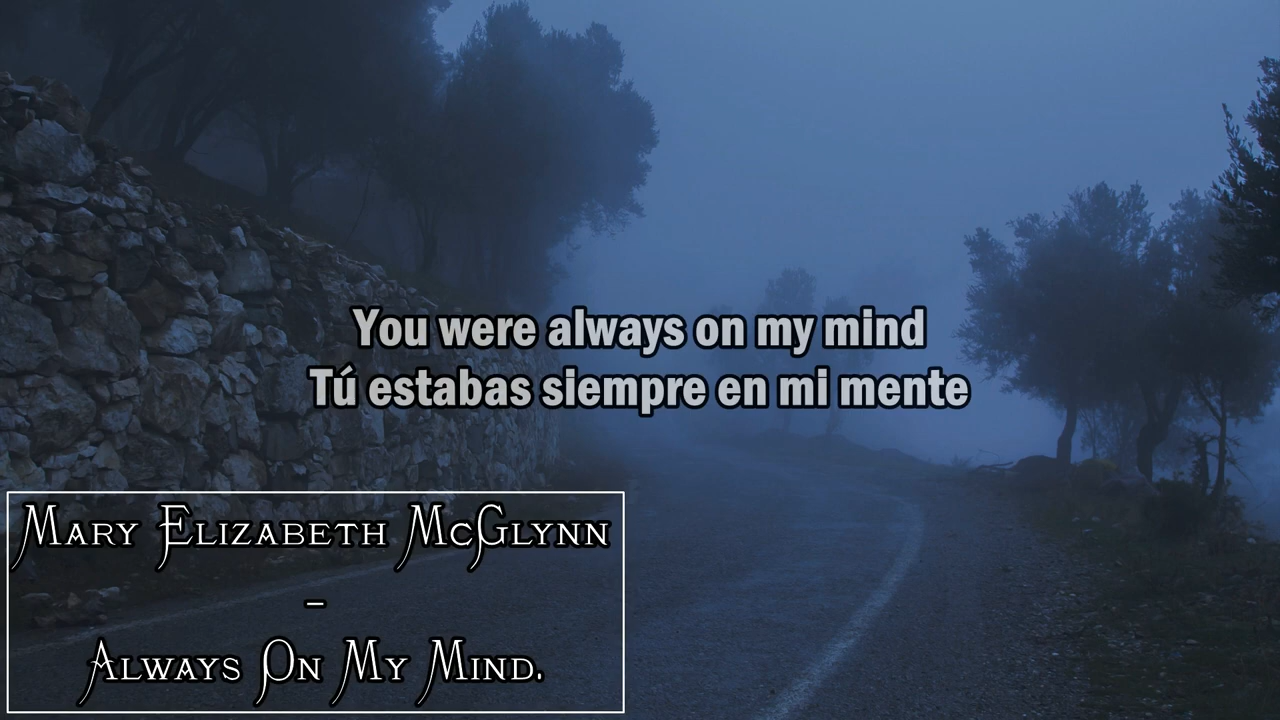 You were always on my mind
Tú estabas siempre en mi mente
Mary Elizabeth McGlynn
-
Always On My Mind.